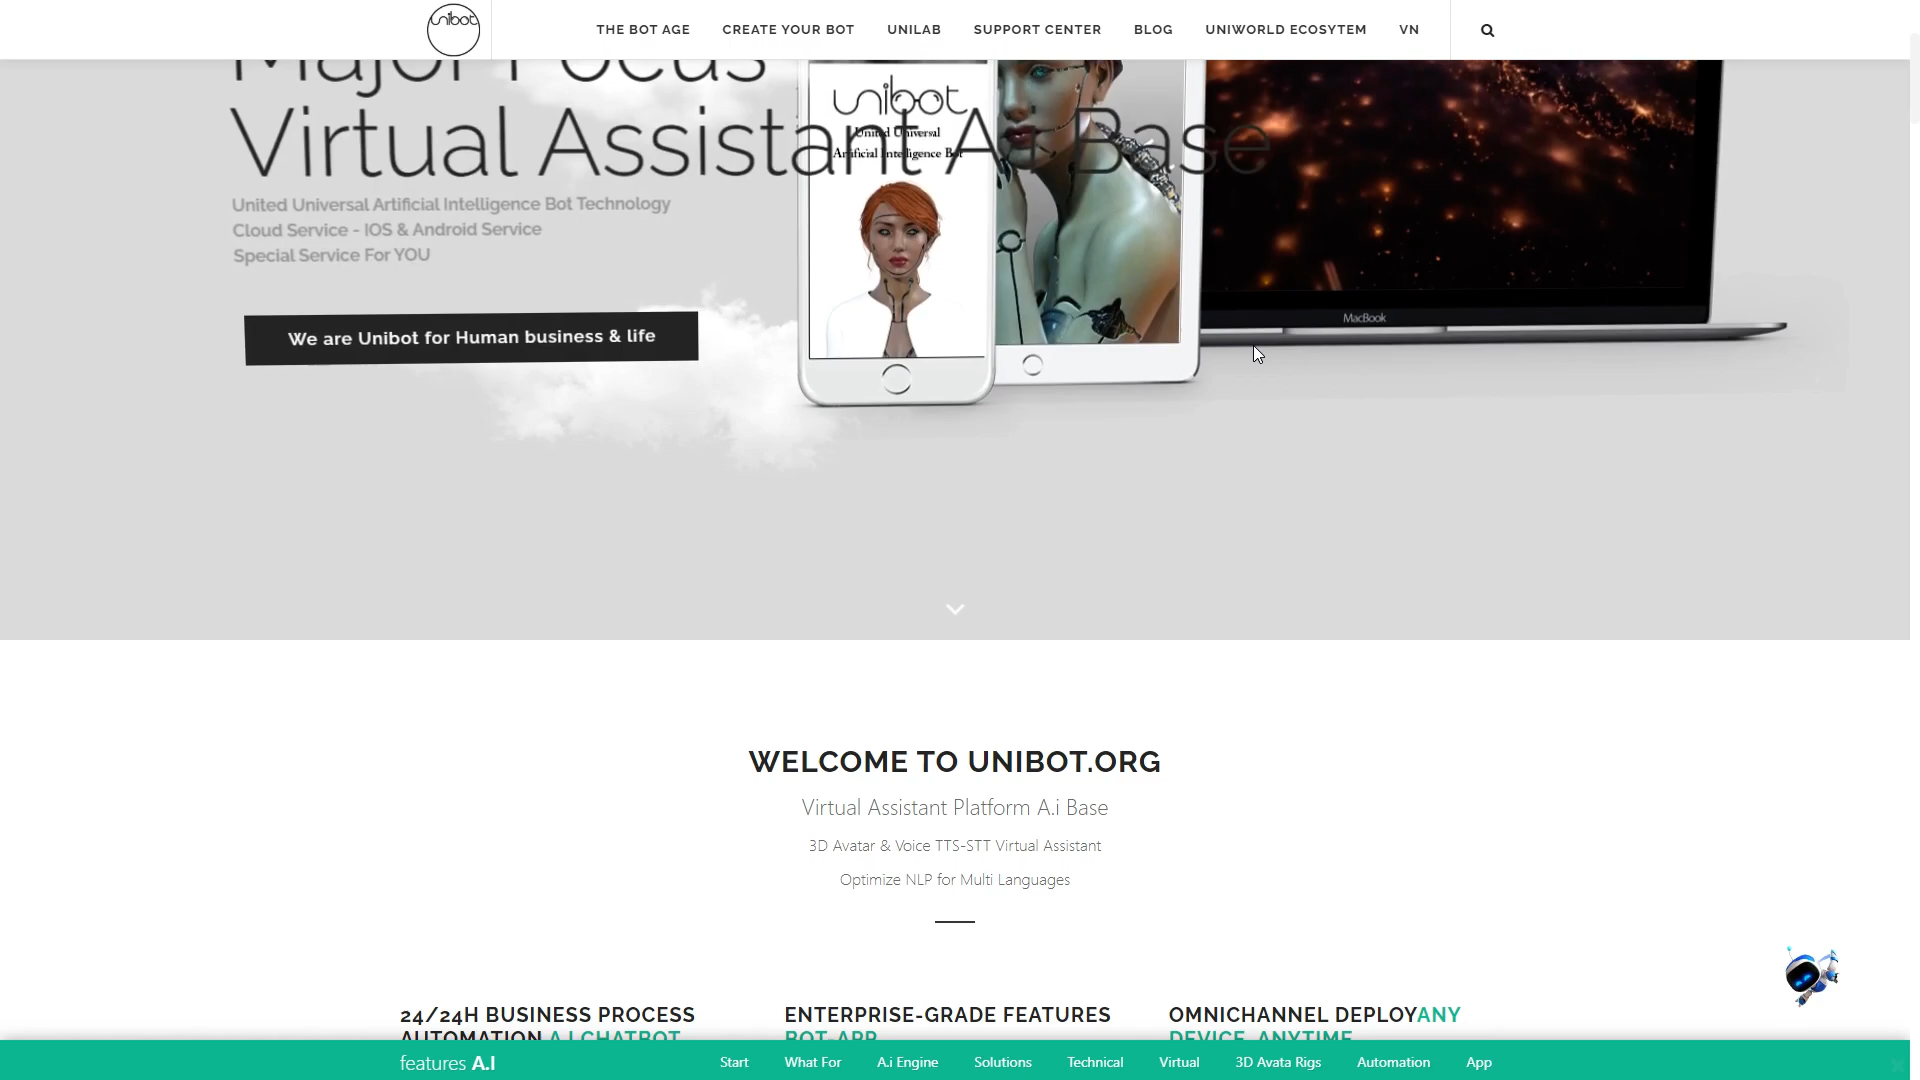 unibot
THE BOT AGE
CREATE YOUR BOT
UNILAB
SUPPORT CENTER
BLOG
UNIWORLD ECOSYTEM
VN
Major Focus
Virtual Assistant A.i Base
United Universal Artificial Intelligence Bot Technology
Cloud Service - IOS & Android Service
Special Service For YOU
We are Unibot for Human business & life
unibot
United Universal
Artificial Intelligence Bot
MacBook
WELCOME TO UNIBOT.ORG
Virtual Assistant Platform A.i Base
3D Avatar & Voice TTS-STT Virtual Assistant
Optimize NLP for Multi Languages
24/24H BUSINESS PROCESS
AUTOMATION A.I CHATBOT
ENTERPRISE-GRADE FEATURES
BOT-APP
OMNICHANNEL DEPLOYANY
DEVICE, ANYTIME
features A.I
Start
What For
A.i Engine
Solutions
Technical
Virtual
3D Avata Rigs
Automation
App